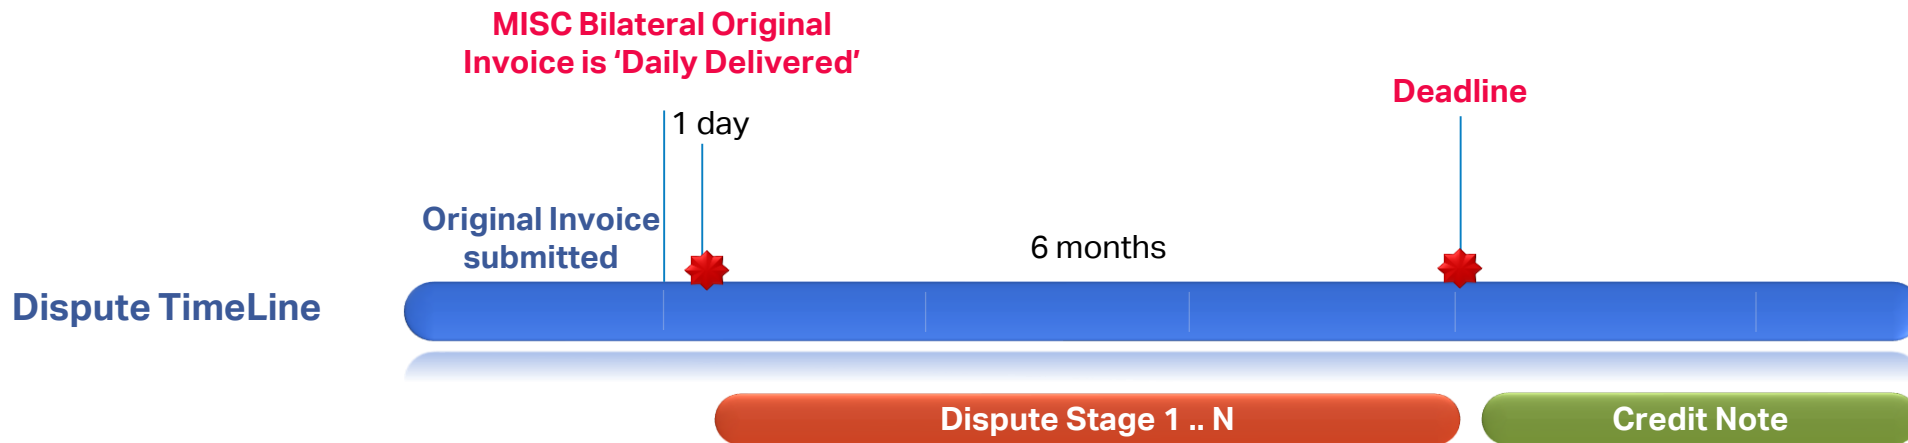 MISC Bilateral Original
Invoice is ‘Daily Delivered’
Deadline
1 day
Original Invoice
submitted
6 months
Dispute TimeLine
Dispute Stage 1 .. N
Credit Note